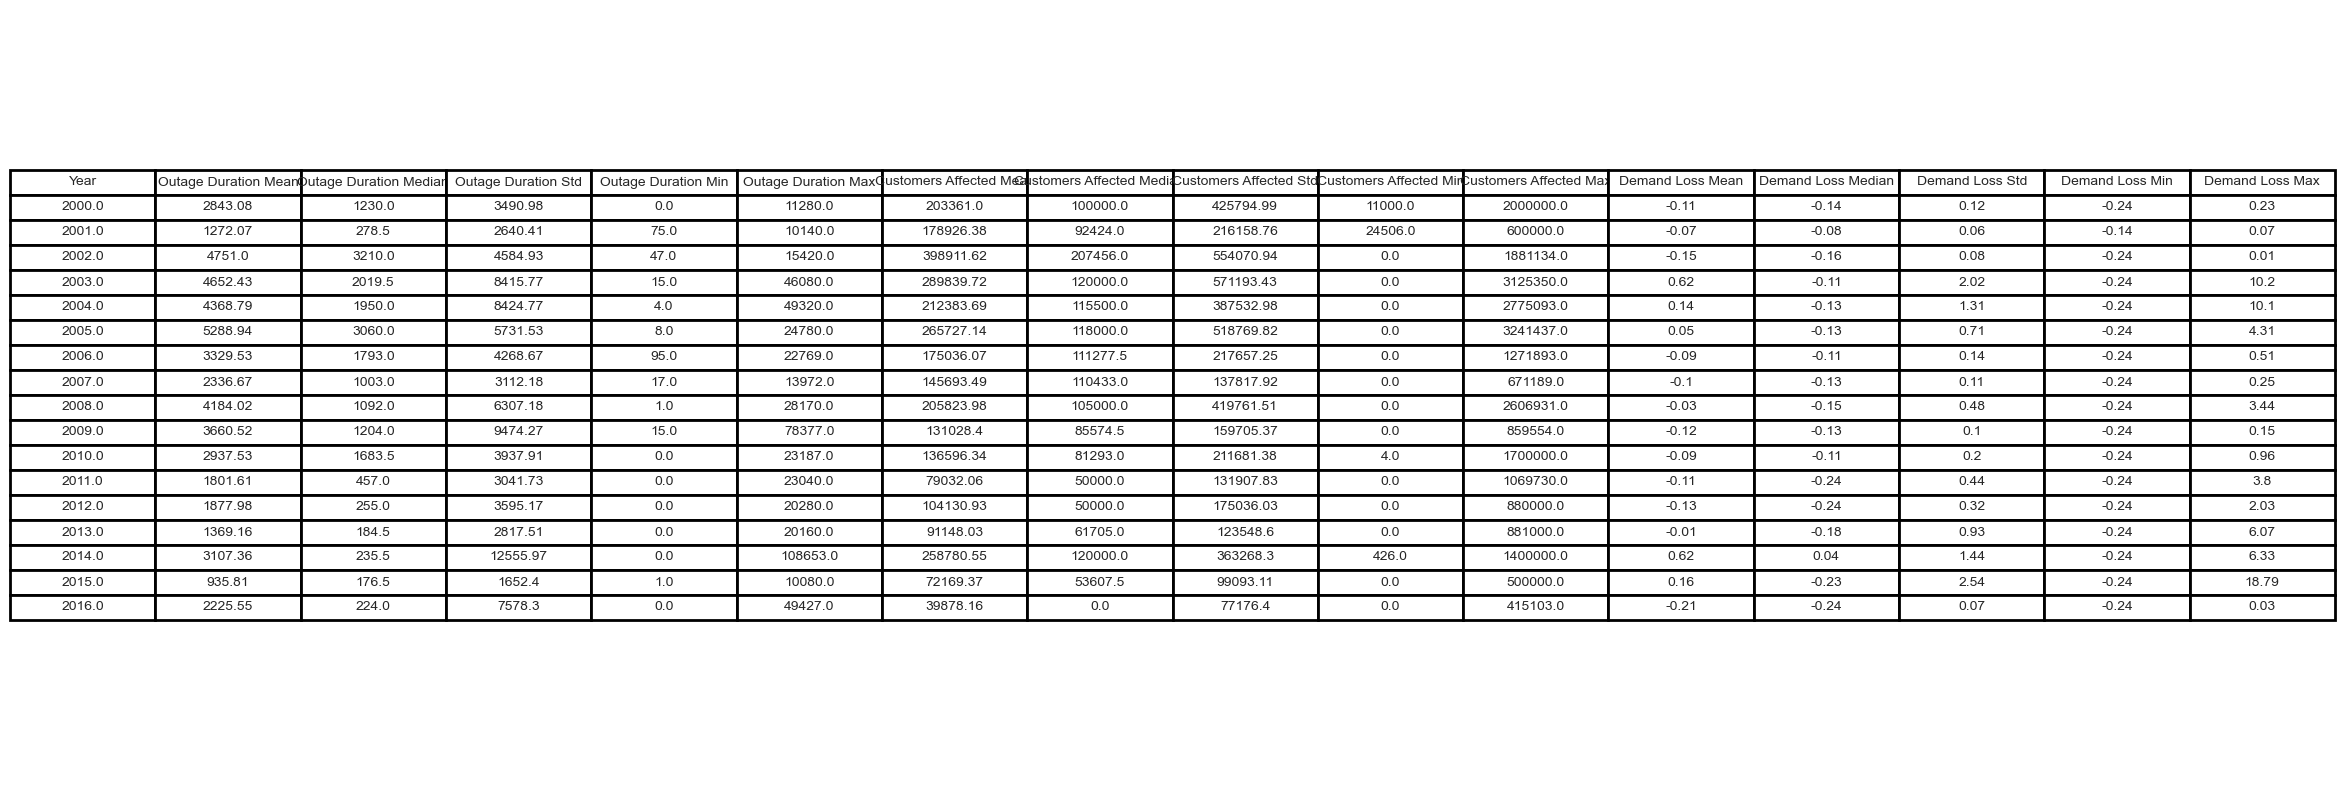 Year Outage Duration Mean Outage Duration Median Outage Duration Std Outage Duration Min Outage Duration Max Customers Affected Mean Customers Affected Media Customers Affected Std Customers Affected Min Customers Affected Max Demand Loss Mean Demand Loss Median Demand Loss Std Demand Loss Min Demand Loss Max
2000.0 2843.08 1230.0 3490.98 0.0 11280.0 203361.0 100000.0 425794.99 11000.0 2000000.0 -0.11 -0.14 0.12 -0.24 0.23
2001.0 1272.07 278.5 2640.41 75.0 10140.0 178926.38 92424.0 216158.76 24506.0 600000.0 -0.07 -0.08 0.06 -0.14 0.07
2002.0 4751.0 3210.0 4584.93 47.0 15420.0 398911.62 207456.0 554070.94 0.0 1881134.0 -0.15 -0.16 0.08 -0.24 0.01
2003.0 4652.43 2019.5 8415.77 15.0 46080.0 289839.72 120000.0 571193.43 0.0 3125350.0 0.62 -0.11 2.02 -0.24 10.2
2004.0 4368.79 1950.0 8424.77 4.0 49320.0 212383.69 115500.0 387532.98 0.0 2775093.0 0.14 -0.13 1.31 -0.24 10.1
2005.0 5288.94 3060.0 5731.53 8.0 24780.0 265727.14 118000.0 518769.82 0.0 3241437.0 0.05 -0.13 0.71 -0.24 4.31
2006.0 3329.53 1793.0 4268.67 95.0 22769.0 175036.07 111277.5 217657.25 0.0 1271893.0 -0.09 -0.11 0.14 -0.24 0.51
2007.0 2336.67 1003.0 3112.18 17.0 13972.0 145693.49 110433.0 137817.92 0.0 671189.0 -0.1 -0.13 0.11 -0.24 0.25
2008.0 4184.02 1092.0 6307.18 1.0 28170.0 205823.98 105000.0 419761.51 0.0 2606931.0 -0.03 -0.15 0.48 -0.24 3.44
2009.0 3660.52 1204.0 9474.27 15.0 78377.0 131028.4 85574.5 159705.37 0.0 859554.0 -0.12 -0.13 0.1 -0.24 0.15
2010.0 2937.53 1683.5 3937.91 0.0 23187.0 136596.34 81293.0 211681.38 4.0 1700000.0 -0.09 -0.11 0.2 -0.24 0.96
2011.0 1801.61 457.0 3041.73 0.0 23040.0 79032.06 50000.0 131907.83 0.0 1069730.0 -0.11 -0.24 0.44 -0.24 3.8
2012.0 1877.98 255.0 3595.17 0.0 20280.0 104130.93 50000.0 175036.03 0.0 880000.0 -0.13 -0.24 0.32 -0.24 2.03
2013.0 1369.16 184.5 2817.51 0.0 20160.0 91148.03 61705.0 123548.6 0.0 881000.0 -0.01 -0.18 0.93 -0.24 6.07
2014.0 3107.36 235.5 12555.97 0.0 108653.0 258780.55 120000.0 363268.3 426.0 1400000.0 0.62 0.04 1.44 -0.24 6.33
2015.0 935.81 176.5 1652.4 1.0 10080.0 72169.37 53607.5 99093.11 0.0 500000.0 0.16 -0.23 2.54 -0.24 18.79
2016.0 2225.55 224.0 7578.3 0.0 49427.0 39878.16 0.0 77176.4 0.0 415103.0 -0.21 -0.24 0.07 -0.24 0.03